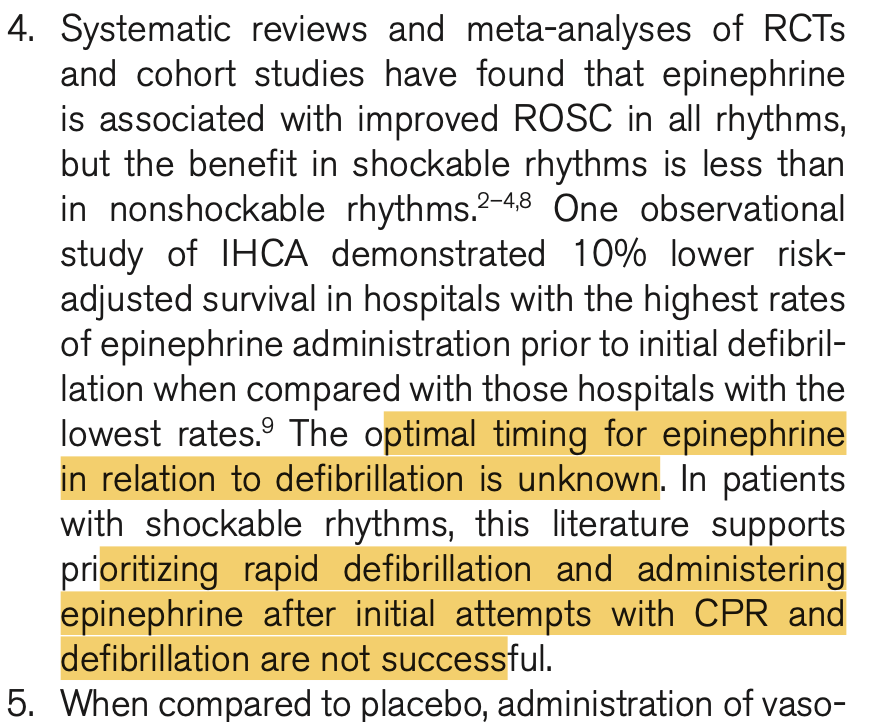 4. Systematic reviews and meta-analyses of RCTs
and cohort studies have found that epinephrine
is associated with improved ROSC in all rhythms,
but the benefit in shockable rhythms is less than
in nonshockable rhythms.2–4,8 One observational
study of IHCA demonstrated 10% lower risk-
adjusted survival in hospitals with the highest rates
of epinephrine administration prior to initial defibril-
lation when compared with those hospitals with the
lowest rates.9 The optimal timing for epinephrine
in relation to defibrillation is unknown. In patients
with shockable rhythms, this literature supports
prioritizing rapid defibrillation and administering
epinephrine after initial attempts with CPR and
defibrillation are not successful.
5. When compared to placebo, administration of vaso-